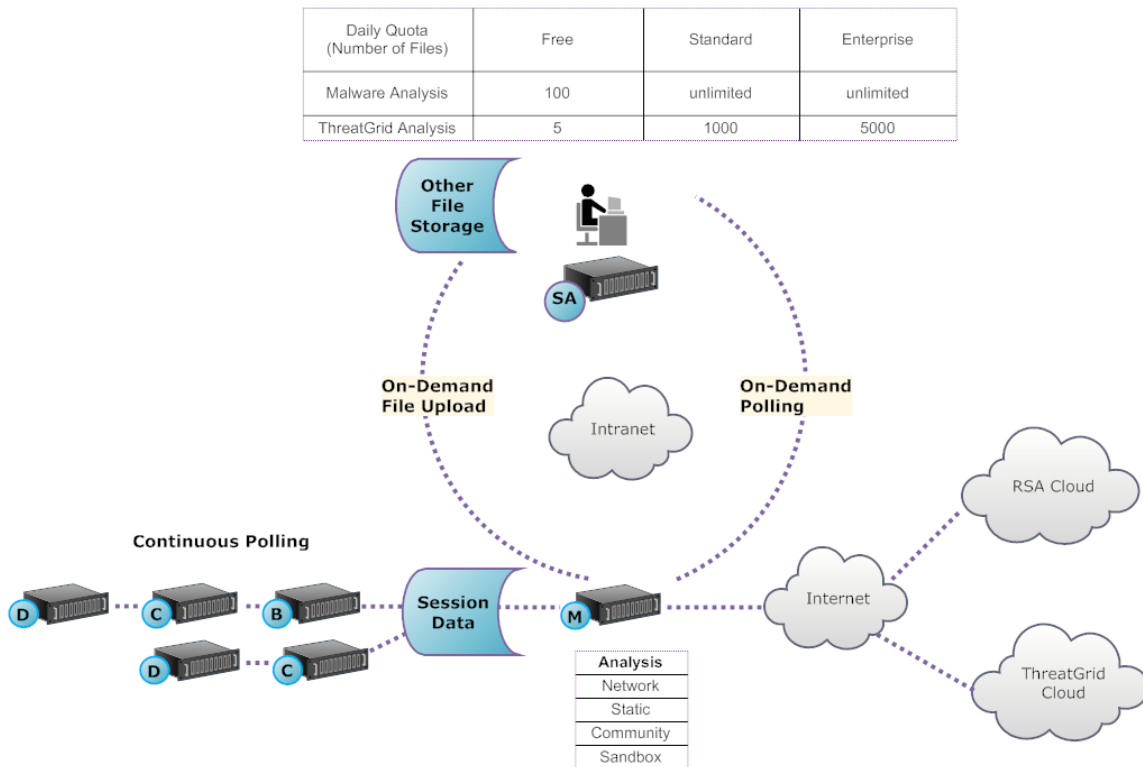 Daily Quota
(Number of Files)
Free
Standard
Enterprise
Malware Analysis
100
unlimited
unlimited
ThreatGrid Analysis
5
1000
5000
Other
File
Storage
SA
On-Demand
File Upload
On-Demand
Polling
Intranet
RSA Cloud
Continuous Polling
D
C
B
Session
Data
M
Internet
D
C
ThreatGrid
Cloud
Analysis
Network
Static
Community
Sandbox